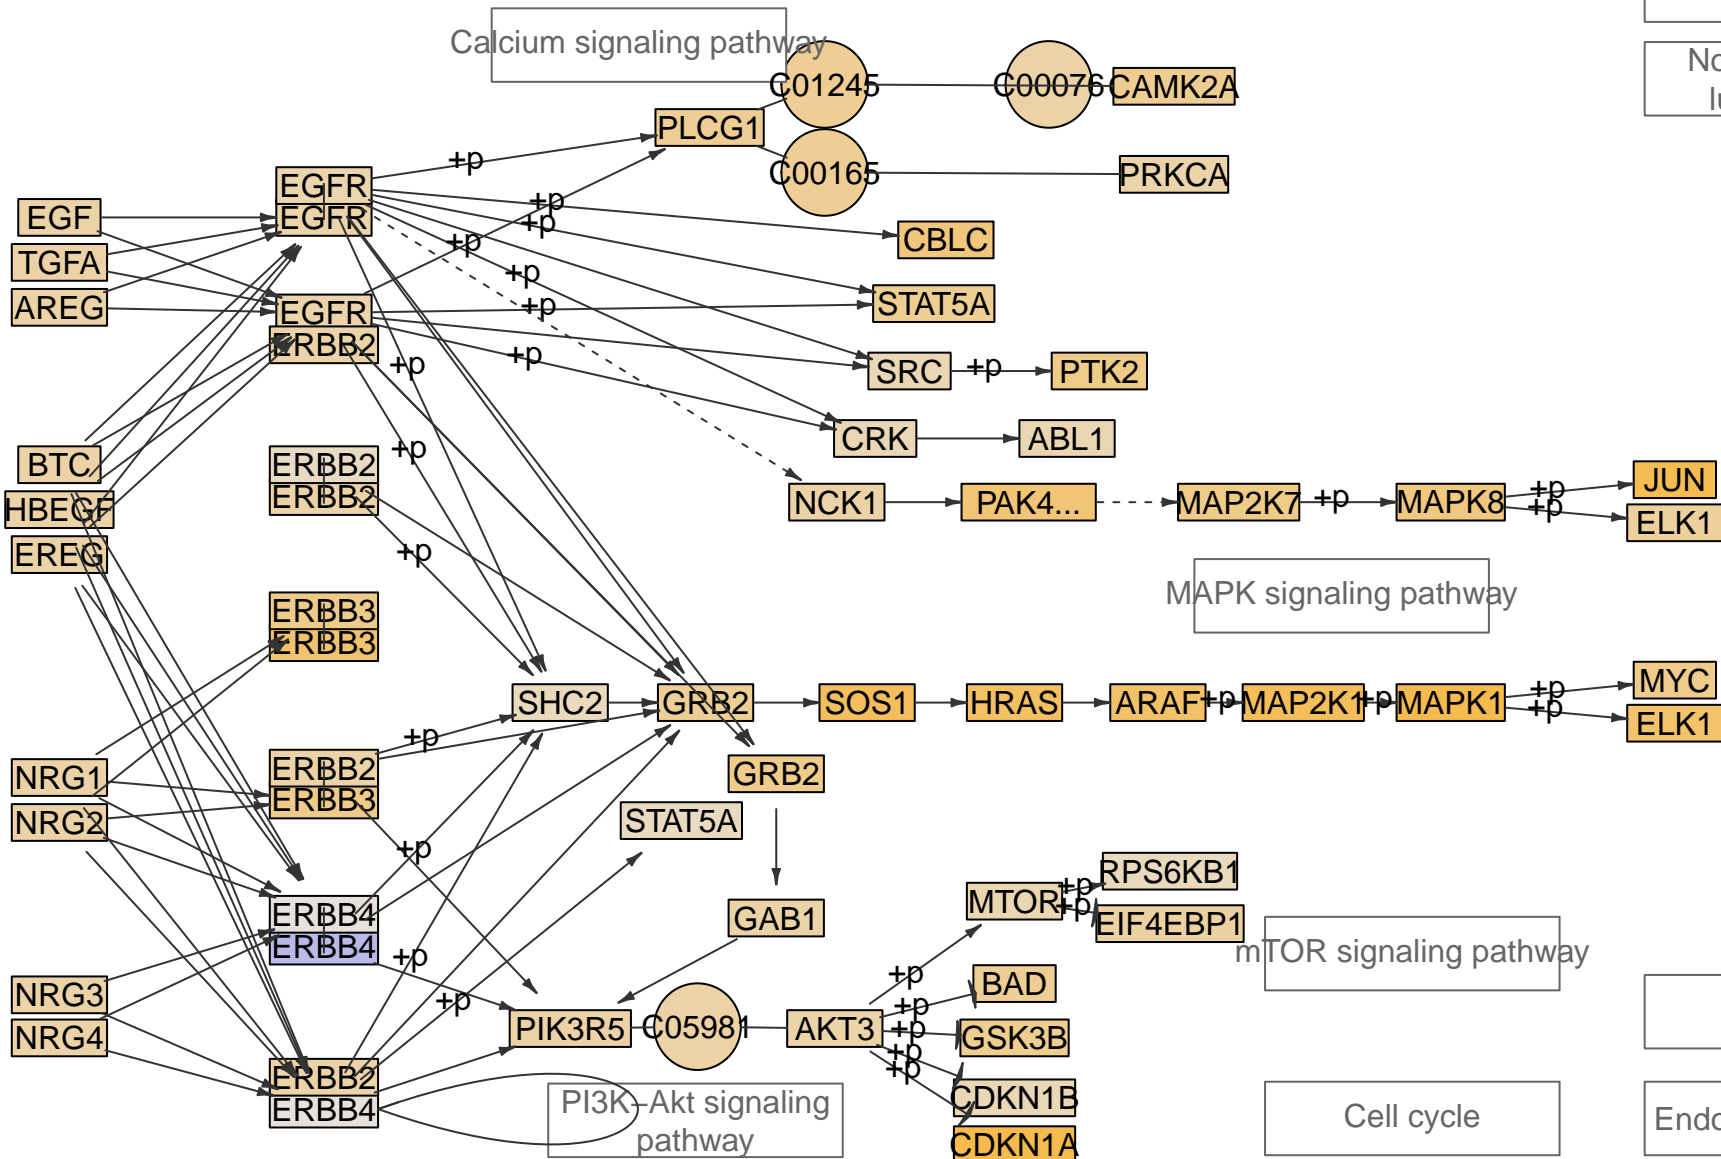 Calcium signaling pathway
No
lu
C01245
C00076
CAMK2A
PLCG1
C00165
PRKCA
+p
EGFR
EGFR
EGF
TGFA
AREG
+p
+p
+p
CBLC
+p
EGFR
ERBB2
+p
STAT5A
+p
+p
SRC
+p
PTK2
CRK
ABL1
BTC
HBEGF
EREG
ERBB2
ERBB2
+p
NCK1
PAK4...
MAP2K7
+p
MAPK8
+p
+p
JUN
ELK1
+p
MAPK signaling pathway
ERBB3
ERBB3
SHC2
GRB2
SOS1
HRAS
ARAF
+p
MAP2K1
+p
MAPK1
+p
+p
MYC
ELK1
NRG1
NRG2
ERBB2
ERBB3
+p
GRB2
STAT5A
+p
ERBB4
ERBB4
GAB1
MTOR
+p
+p
RPS6KB1
EIF4EBP1
mTOR signaling pathway
+p
+p
NRG3
NRG4
PIK3R5
C05981
AKT3
+p
+p
+p
+p
+p
BAD
GSK3B
CDKN1B
CDKN1A
ERBB2
ERBB4
PI3K−Akt signaling
pathway
Cell cycle
Endo